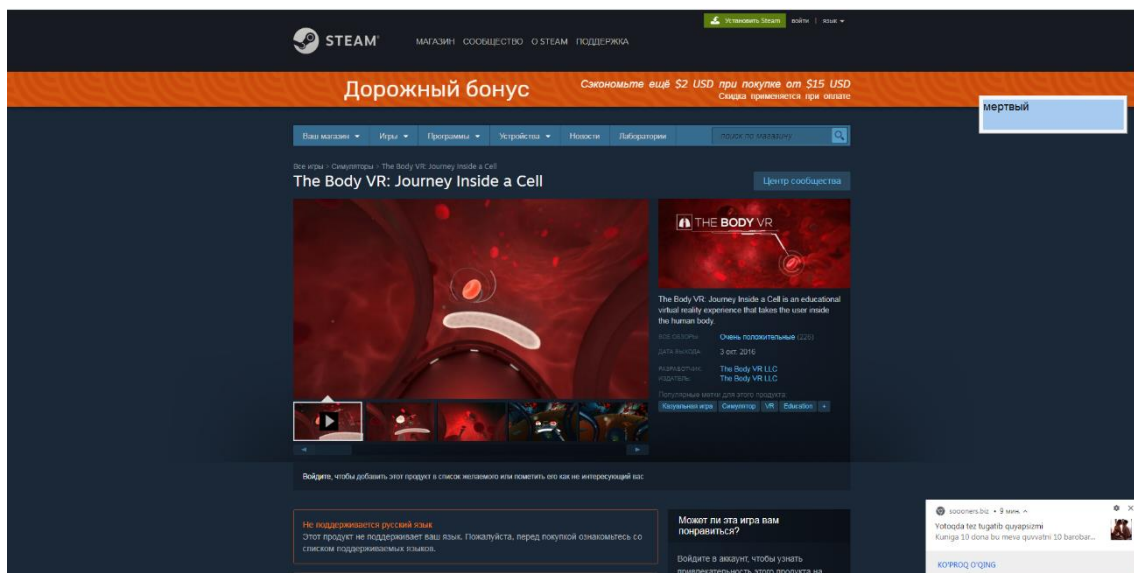 Установить Steam войти | язык
STEAM®
МАГАЗИН СООБЩЕСТВО О STEAM ПОДДЕРЖКА
Дорожный бонус
Сэкономьте ещё $2 USD при покупке от $15 USD
Скидка применяется при оплате
мертвый
Ваш магазин Игры Программы Устройства Новости Лаборатории поиск по магазину
Все игры > Симуляторы > The Body VR: Journey Inside a Cell
The Body VR: Journey Inside a Cell
Центр сообщества
THE BODY VR
The Body VR: Journey Inside a Cell is an educational
virtual reality experience that takes the user inside
the human body.
ВСЕ ОБЗОРЫ: Очень положительные (226)
ДАТА ВЫХОДА: 3 окт. 2016
РАЗРАБОТЧИК: The Body VR LLC
ИЗДАТЕЛЬ: The Body VR LLC
Популярные метки для этого продукта:
Казуальная игра Симулятор VR Education +
Войдите, чтобы добавить этот продукт в список желаемого или пометить его как не интересующий вас
Не поддерживается русский язык
Этот продукт не поддерживает ваш язык. Пожалуйста, перед покупкой ознакомьтесь со
списком поддерживаемых языков.
Может ли эта игра вам
понравиться?
Войдите в аккаунт, чтобы узнать
привлекательность этого продукта на
soooners.biz • 9 мин.
Yotoqda tez tugatib quyapsizmi
Kuniga 10 dona bu meva quvvatni 10 barobar...
KO'PROQ O'QING